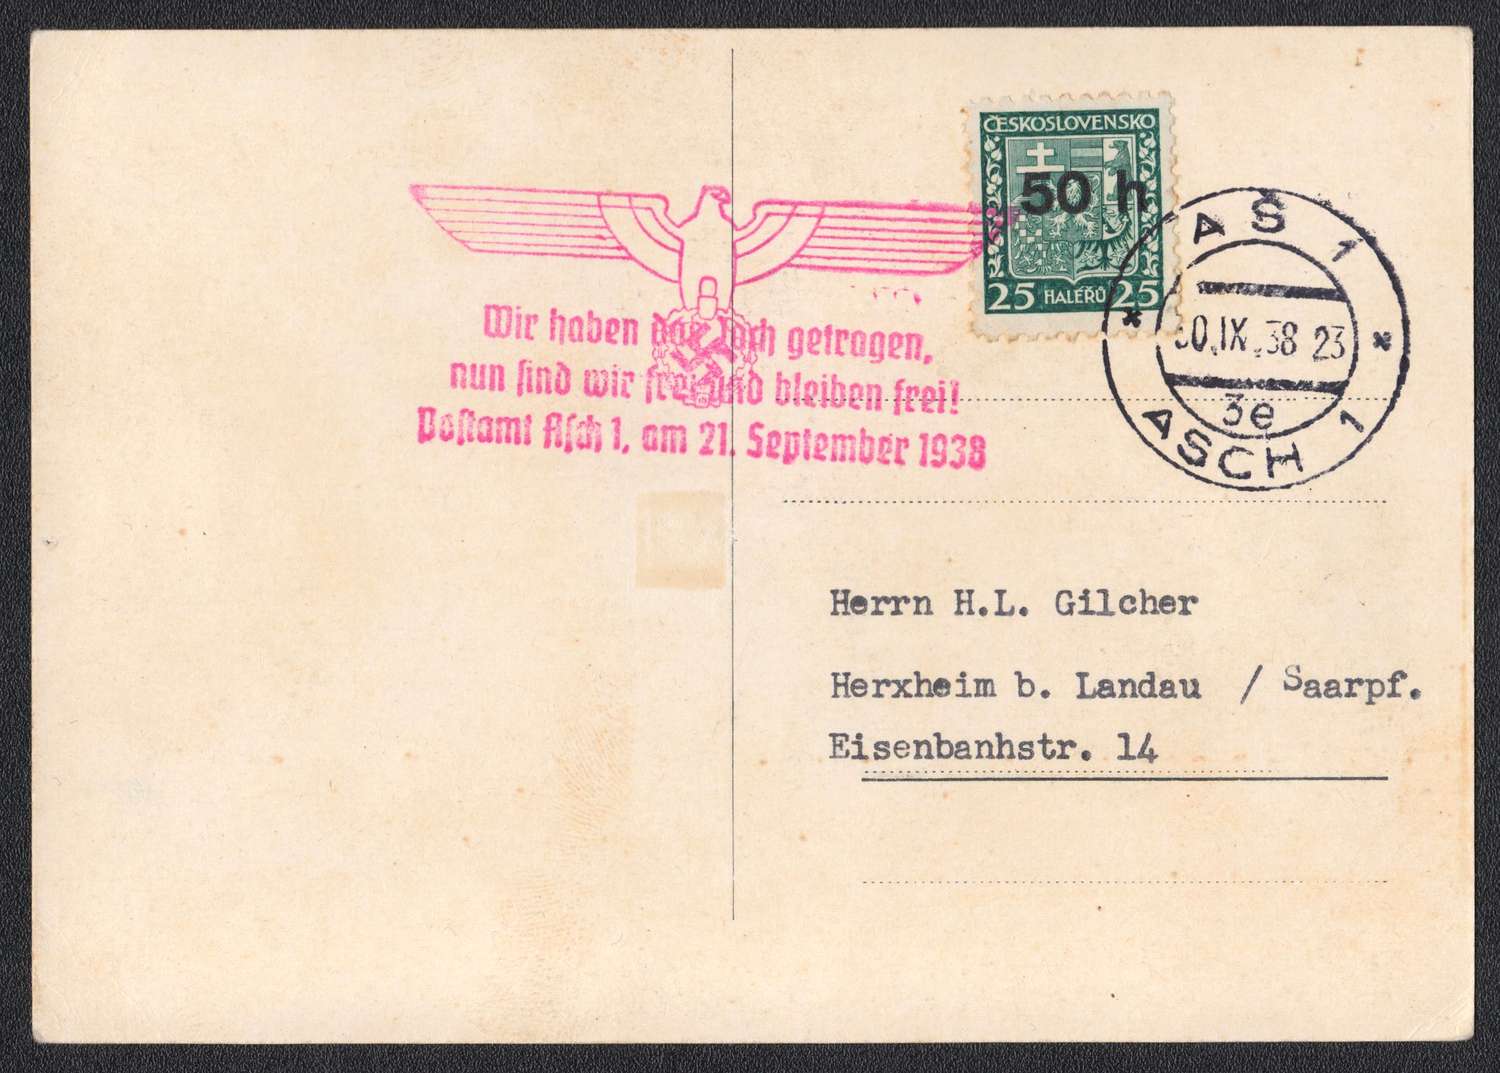 ČESKOSLOVENSKO
50 h
25 HALÉŘŮ 25
AŠ 1
30.IX.38 23
3e
ASCH 1
Wir haben das Joch getragen,
nun sind wir frei und bleiben frei!
Postamt Asch 1, am 21. September 1938
Herrn H.L. Gilcher
Herxheim b. Landau / Saarpf.
Eisenbanhstr. 14